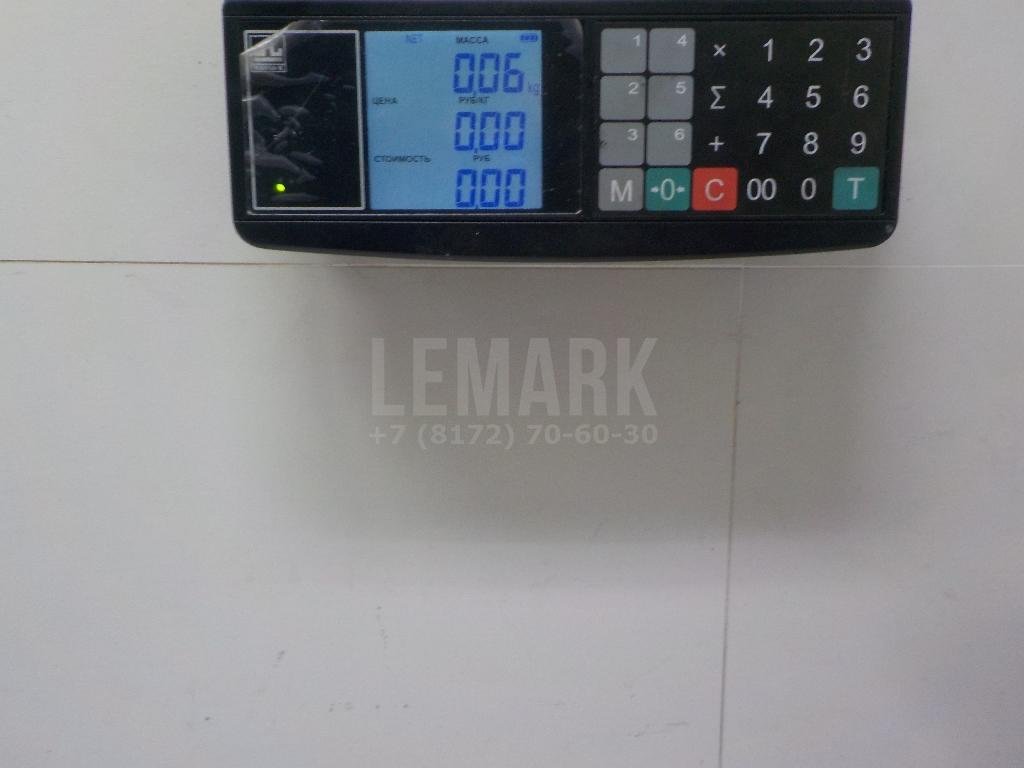 NET МАССА
0,06 kg
ЦЕНА РУБ/КГ
0,00
СТОИМОСТЬ РУБ
0,00
1 4 × 1 2 3
2 5 Σ 4 5 6
3 6 + 7 8 9
M →0← C 00 0 T
LEMARK
+7 (8172) 70-60-30